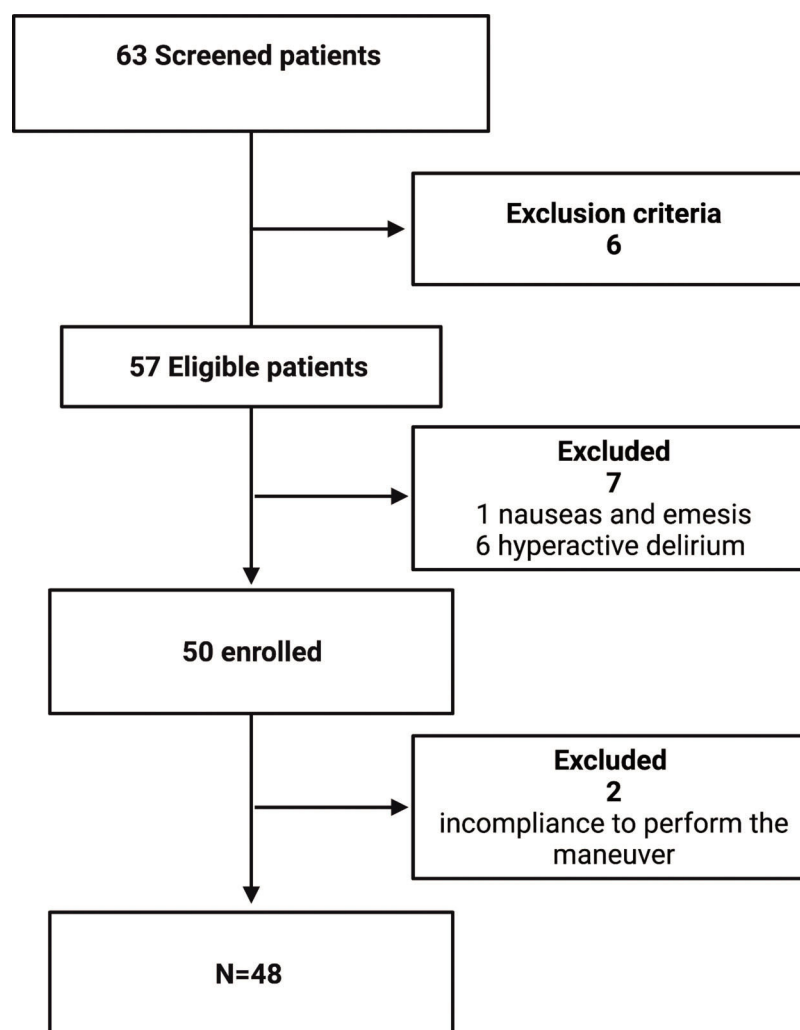 63 Screened patients
Exclusion criteria
6
57 Eligible patients
Excluded
7
1 nauseas and emesis
6 hyperactive delirium
50 enrolled
Excluded
2
incompliance to perform the
maneuver
N=48